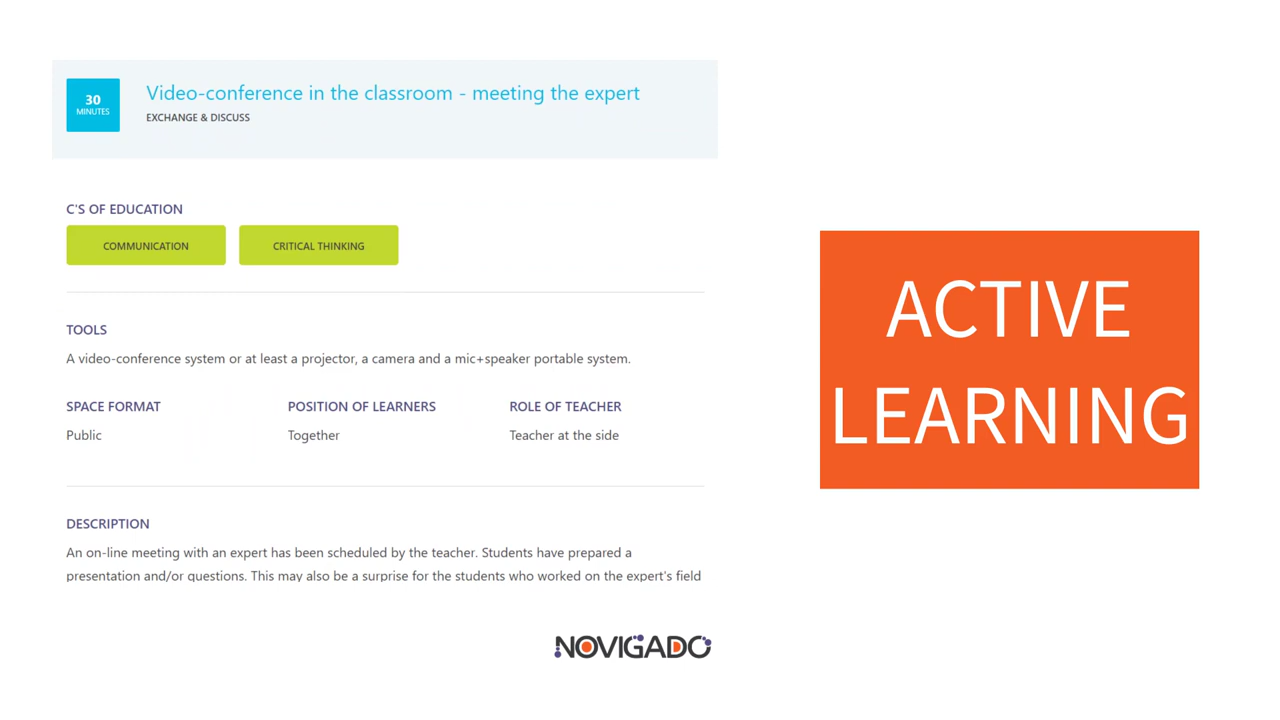 30
MINUTES
Video-conference in the classroom - meeting the expert
EXCHANGE & DISCUSS
C'S OF EDUCATION
COMMUNICATION
CRITICAL THINKING
TOOLS
A video-conference system or at least a projector, a camera and a mic+speaker portable system.
SPACE FORMAT
Public
POSITION OF LEARNERS
Together
ROLE OF TEACHER
Teacher at the side
DESCRIPTION
An on-line meeting with an expert has been scheduled by the teacher. Students have prepared a
presentation and/or questions. This may also be a surprise for the students who worked on the expert's field
ACTIVE
LEARNING
NOVIGADO